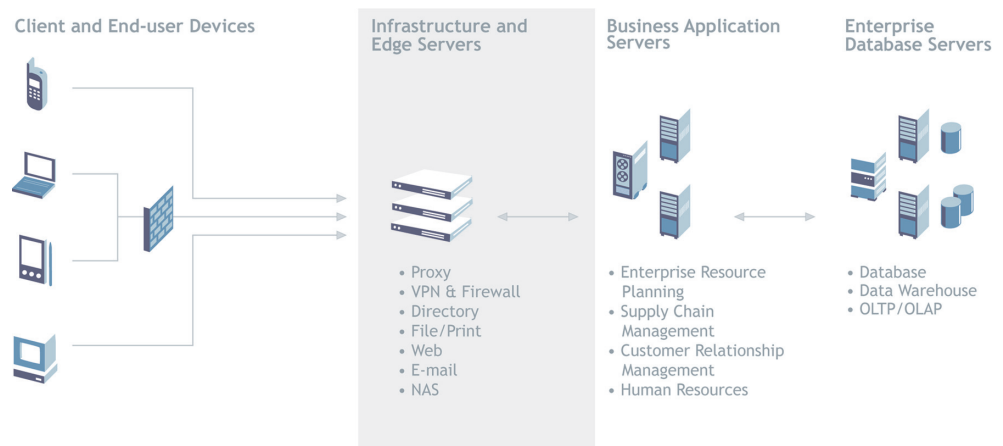 Client and End-user Devices
Infrastructure and
Edge Servers
Business Application
Servers
Enterprise
Database Servers
• Proxy
• VPN & Firewall
• Directory
• File/Print
• Web
• E-mail
• NAS
• Enterprise Resource
Planning
• Supply Chain
Management
• Customer Relationship
Management
• Human Resources
• Database
• Data Warehouse
• OLTP/OLAP